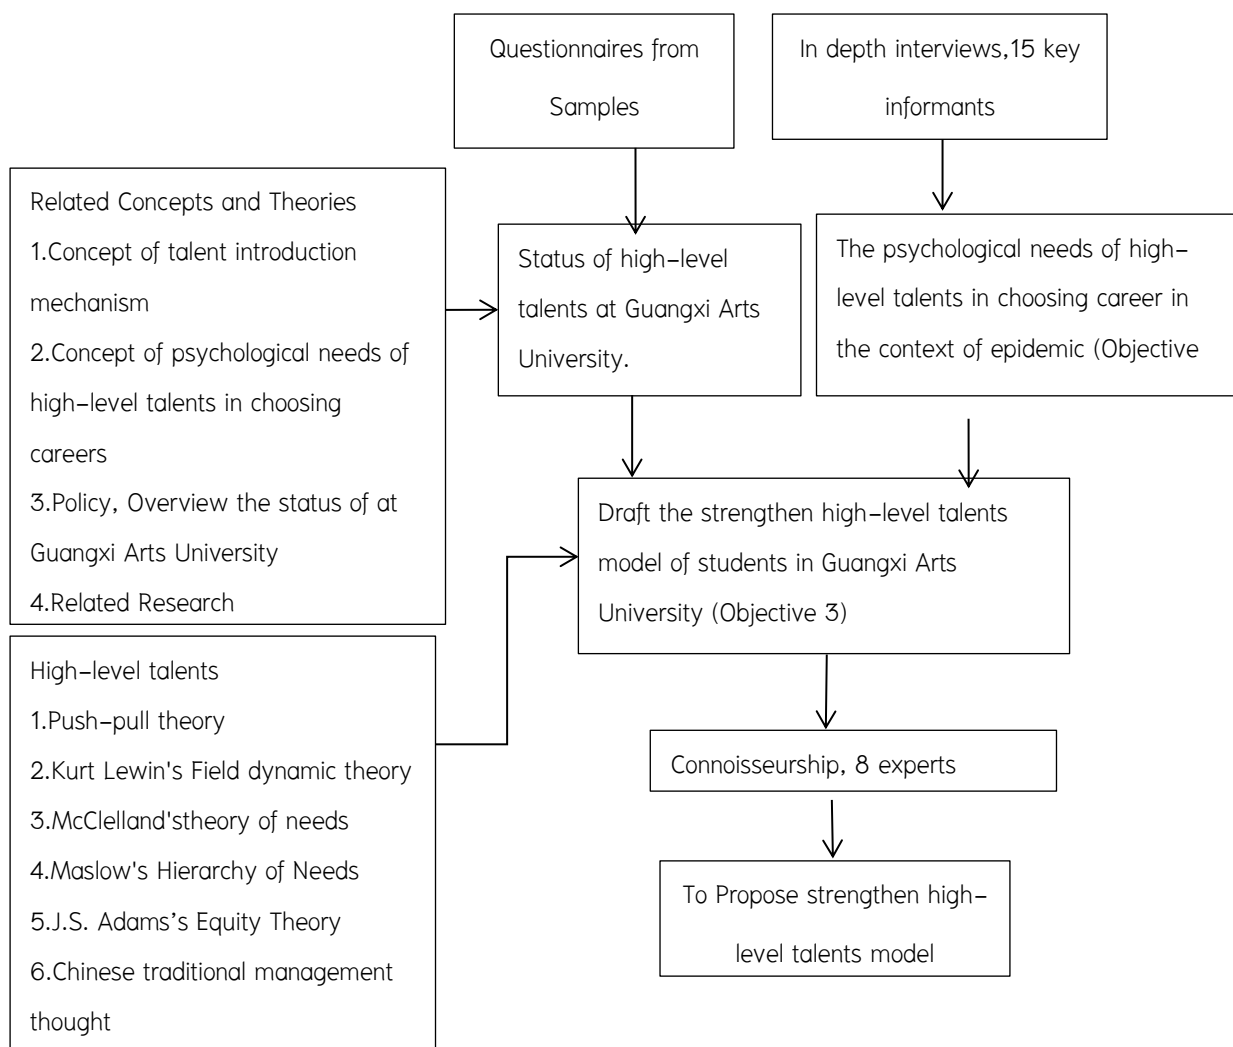 Questionnaires from
Samples
In depth interviews,15 key
informants
Related Concepts and Theories
1.Concept of talent introduction
mechanism
2.Concept of psychological needs of
high-level talents in choosing
careers
3.Policy, Overview the status of at
Guangxi Arts University
4.Related Research
Status of high-level
talents at Guangxi Arts
University.
The psychological needs of high-
level talents in choosing career in
the context of epidemic (Objective
Draft the strengthen high-level talents
model of students in Guangxi Arts
University (Objective 3)
High-level talents
1.Push-pull theory
2.Kurt Lewin's Field dynamic theory
3.McClelland'stheory of needs
4.Maslow's Hierarchy of Needs
5.J.S. Adams’s Equity Theory
6.Chinese traditional management
thought
Connoisseurship, 8 experts
To Propose strengthen high-
level talents model